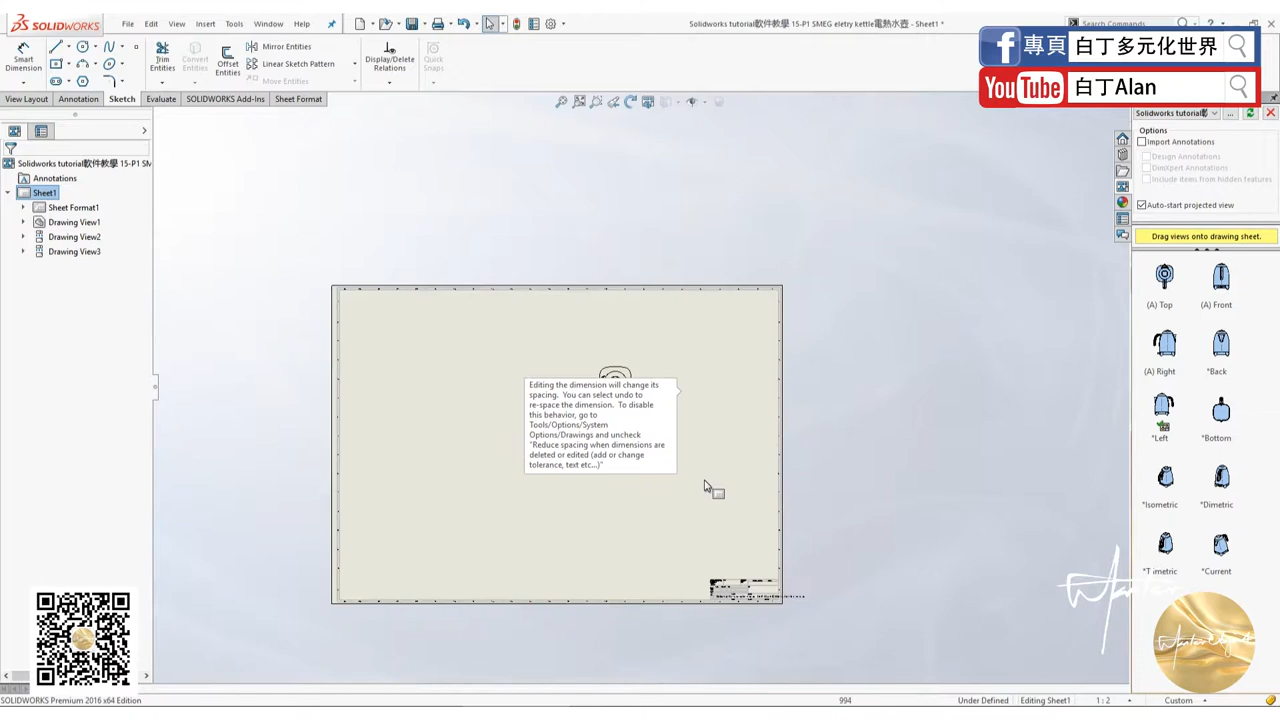 SOLIDWORKS
File Edit View Insert Tools Window Help
Solidworks tutorial軟件教學 15-P1 SMEG eletry kettle電熱水壺 - Sheet1 *
Search Commands
專頁 白丁多元化世界
YouTube 白丁Alan
Smart Dimension
Trim Entities
Convert Entities
Offset Entities
Mirror Entities
Linear Sketch Pattern
Move Entities
Display/Delete Relations
Quick Snaps
View Layout Annotation Sketch Evaluate SOLIDWORKS Add-Ins Sheet Format
Solidworks tutorial軟件教學 15-P1 SM
Annotations
Sheet1
Sheet Format1
Drawing View1
Drawing View2
Drawing View3
Editing the dimension will change its
spacing. You can select undo to
re-space the dimension. To disable
this behavior, go to
Tools/Options/System
Options/Drawings and uncheck
"Reduce spacing when dimensions are
deleted or edited (add or change
tolerance, text etc...)"
Solidworks tutorial
Options
Import Annotations
Design Annotations
DimXpert Annotations
Include items from hidden features
Auto-start projected view
Drag views onto drawing sheet.
(A) Top (A) Front
(A) Right *Back
*Left *Bottom
*Isometric *Dimetric
*Current
SOLIDWORKS Premium 2016 x64 Edition
994 Under Defined Editing Sheet1 1 : 2 Custom